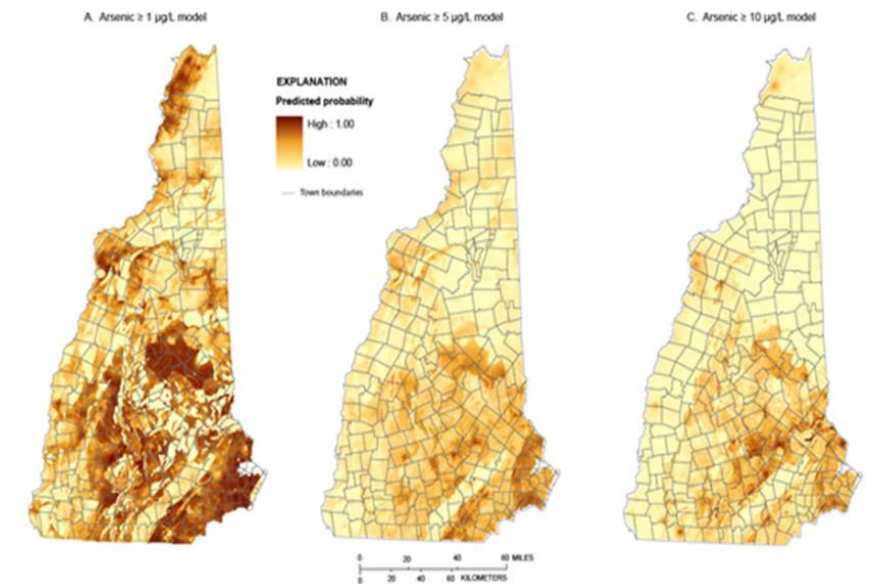 A. Arsenic ≥ 1 µg/L model
B. Arsenic ≥ 5 µg/L model
C. Arsenic ≥ 10 µg/L model
EXPLANATION
Predicted probability
High : 1.00
Low : 0.00
Town boundaries
0 20 40 60 MILES
0 20 40 60 KILOMETERS